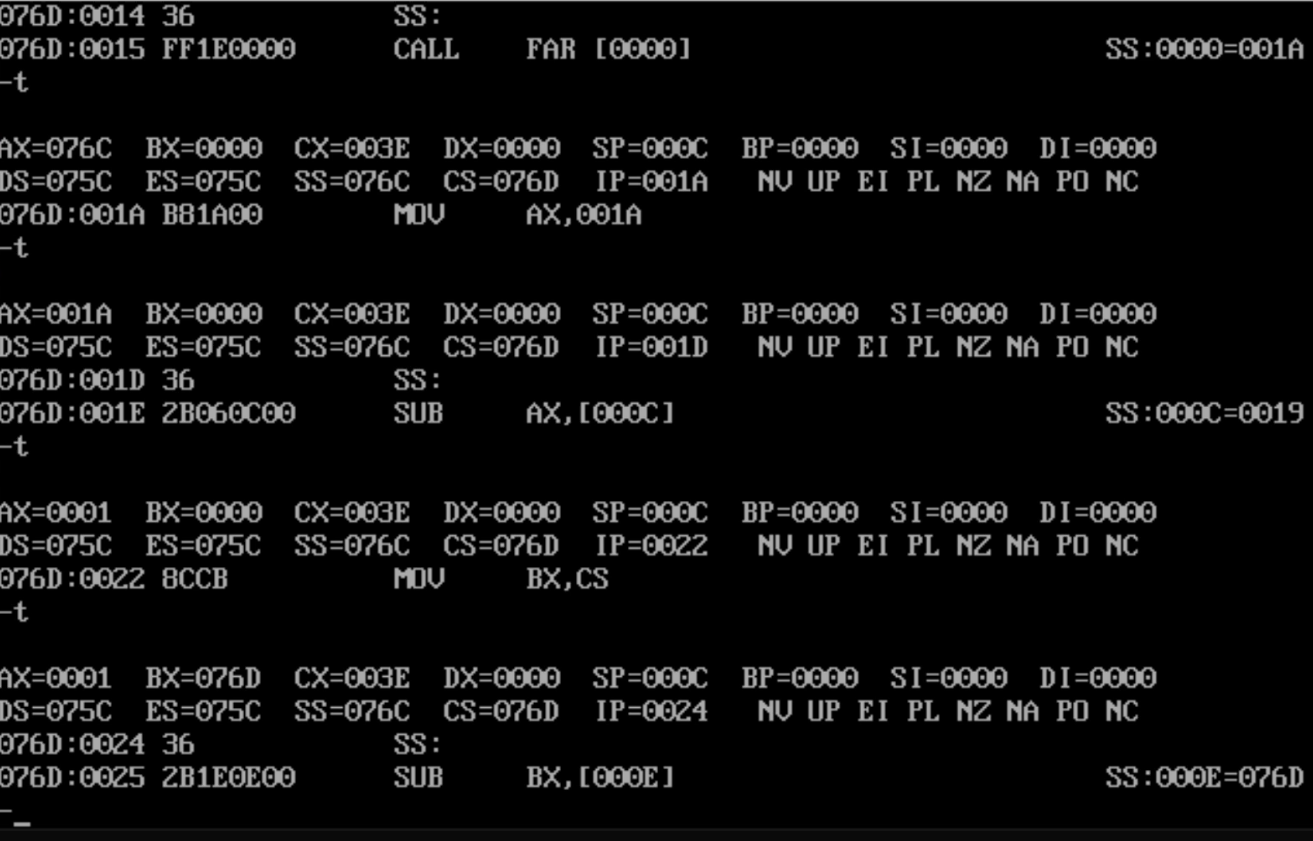 076D:0014 36            SS:
076D:0015 FF1E0000      CALL    FAR [0000]                         SS:0000=001A
-t
AX=076C  BX=0000  CX=003E  DX=0000  SP=000C  BP=0000  SI=0000  DI=0000
DS=075C  ES=075C  SS=076C  CS=076D  IP=001A   NV UP EI PL NZ NA PO NC
076D:001A B81A00        MOV     AX,001A
-t
AX=001A  BX=0000  CX=003E  DX=0000  SP=000C  BP=0000  SI=0000  DI=0000
DS=075C  ES=075C  SS=076C  CS=076D  IP=001D   NV UP EI PL NZ NA PO NC
076D:001D 36            SS:
076D:001E 2B060C00      SUB     AX,[000C]                          SS:000C=0019
-t
AX=0001  BX=0000  CX=003E  DX=0000  SP=000C  BP=0000  SI=0000  DI=0000
DS=075C  ES=075C  SS=076C  CS=076D  IP=0022   NV UP EI PL NZ NA PO NC
076D:0022 8CCB          MOV     BX,CS
-t
AX=0001  BX=076D  CX=003E  DX=0000  SP=000C  BP=0000  SI=0000  DI=0000
DS=075C  ES=075C  SS=076C  CS=076D  IP=0024   NV UP EI PL NZ NA PO NC
076D:0024 36            SS:
076D:0025 2B1E0E00      SUB     BX,[000E]                          SS:000E=076D
-_